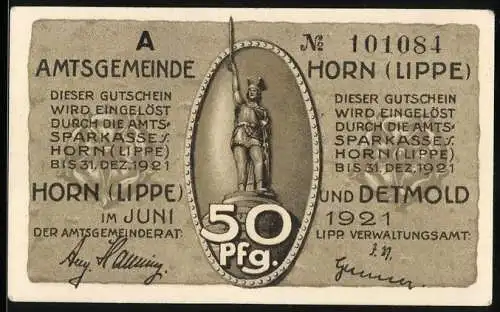 A
№ 101084
AMTSGEMEINDE HORN (LIPPE)
DIESER GUTSCHEIN
WIRD EINGELÖST
DURCH DIE AMTS-
SPARKASSE I.
HORN (LIPPE)
BIS 31. DEZ. 1921
DIESER GUTSCHEIN
WIRD EINGELÖST
DURCH DIE AMTS-
SPARKASSE I.
HORN (LIPPE)
BIS 31. DEZ. 1921
HORN (LIPPE) UND DETMOLD
IM JUNI 1921
DER AMTSGEMEINDERAT:
LIPP. VERWALTUNGSAMT:
50
Pfg.